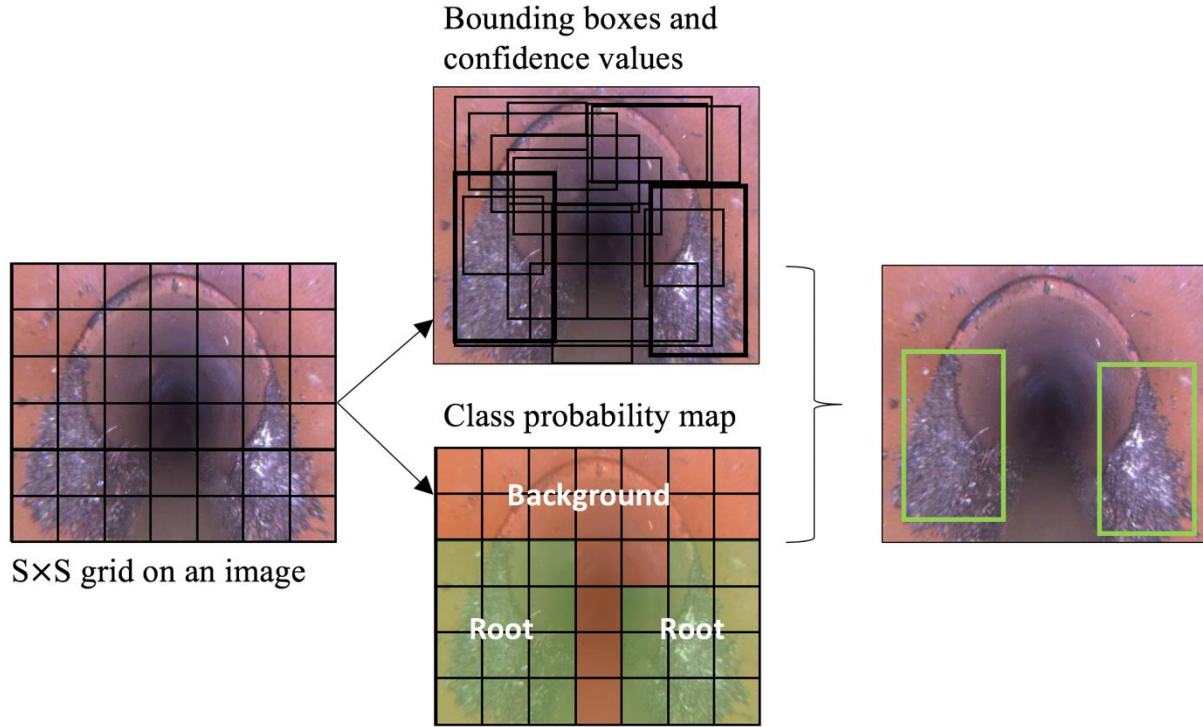 Bounding boxes and
confidence values
S×S grid on an image
Class probability map
Background
Root
Root